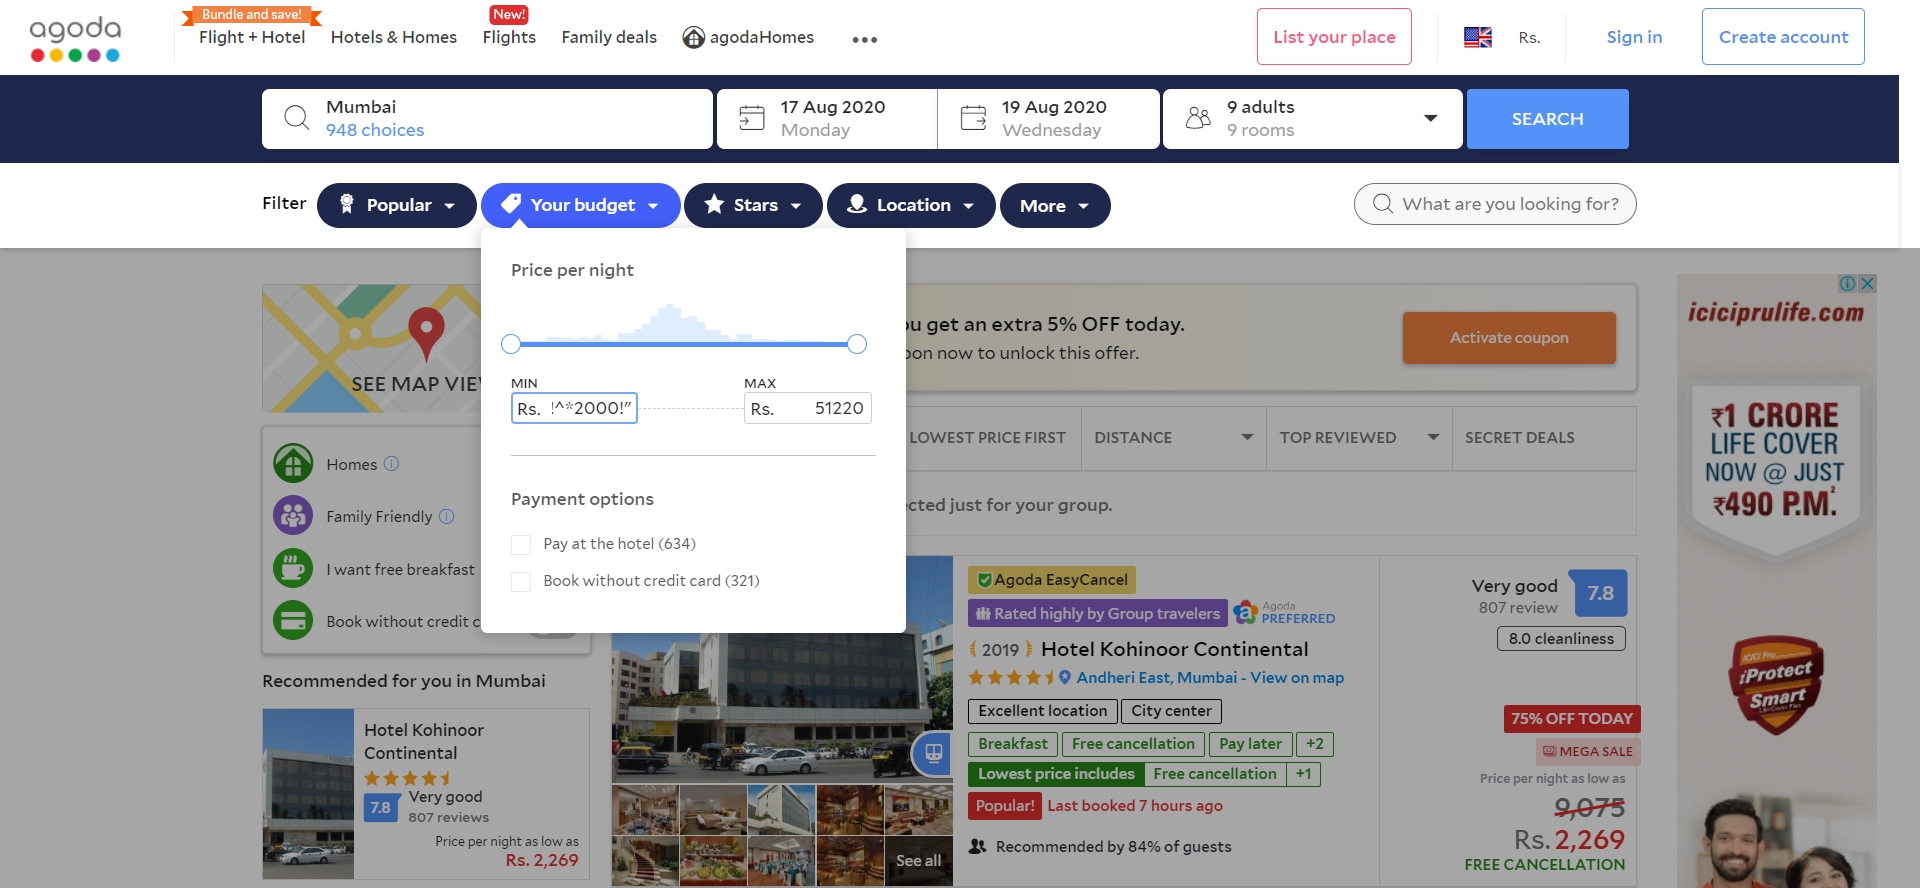 agoda
Bundle and save!
Flight + Hotel
Hotels & Homes
New!
Flights
Family deals
agodaHomes
List your place
Rs.
Sign in
Create account
Mumbai
948 choices
17 Aug 2020
Monday
19 Aug 2020
Wednesday
9 adults
9 rooms
SEARCH
Filter
Popular
Your budget
Stars
Location
More
What are you looking for?
Price per night
MIN
Rs. !^*2000!"
MAX
Rs. 51220
Payment options
Pay at the hotel (634)
Book without credit card (321)
SEE MAP VIE
Homes
Family Friendly
I want free breakfast
Book without credit c
Recommended for you in Mumbai
Hotel Kohinoor
Continental
7.8
Very good
807 reviews
Price per night as low as
Rs. 2,269
u get an extra 5% OFF today.
pon now to unlock this offer.
Activate coupon
LOWEST PRICE FIRST
DISTANCE
TOP REVIEWED
SECRET DEALS
cted just for your group.
See all
Agoda EasyCancel
Rated highly by Group travelers
Agoda
PREFERRED
2019
Hotel Kohinoor Continental
Andheri East, Mumbai - View on map
Excellent location
City center
Breakfast
Free cancellation
Pay later
+2
Lowest price includes
Free cancellation
+1
Popular!
Last booked 7 hours ago
Recommended by 84% of guests
Very good
807 review
7.8
8.0 cleanliness
75% OFF TODAY
MEGA SALE
Price per night as low as
9,075
Rs. 2,269
FREE CANCELLATION
iciciprulife.com
₹1 CRORE
LIFE COVER
NOW @ JUST
₹490 P.M.²
ICICI Pru
iProtect
Smart